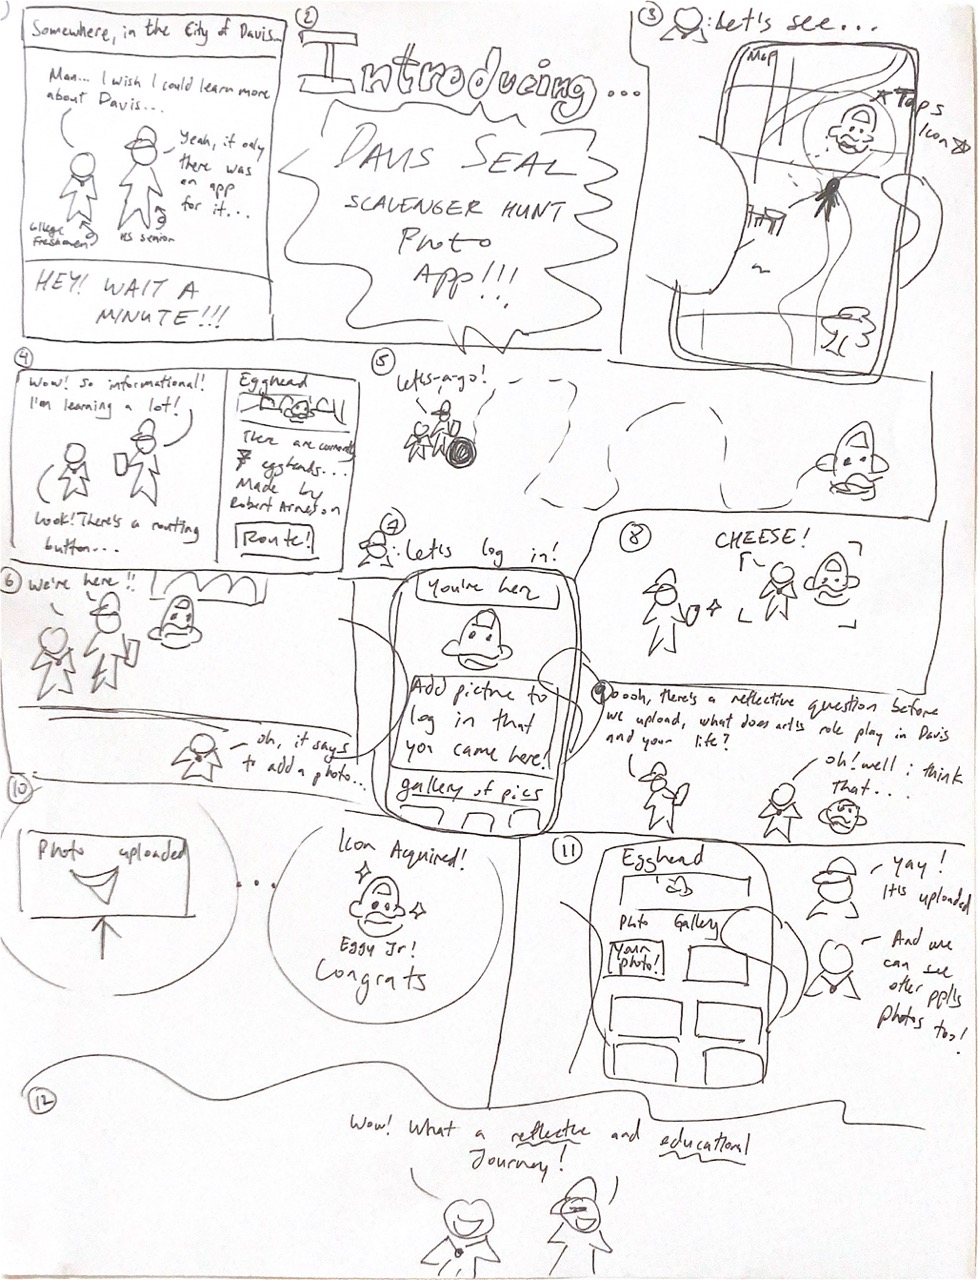 Somewhere, in the City of Davis...
Man... I wish I could learn more
about Davis...
Yeah, if only
there was
an app
for it...
College
Freshmen
HS senior
HEY! WAIT A
MINUTE!!!
2
Introducing...
DAVIS SEAL
SCAVENGER HUNT
Photo
App!!!
3
: Let's see...
Map
☆ Taps
Icon ☆
4
Wow! So informational!
I'm learning a lot!
Look! There's a routing
button...
Egghead
There are currently
7 eggheads...
Made by
Robert Arneson
Route!
5
Let's-a-go!
6
We're here!!
oh, it says
to add a photo...
7
: Let's log in!
You're here
Add picture to
log in that
you came here!
gallery of pics
8
CHEESE!
9
oooh, there's a reflective question before
we upload, what does art's role play in Davis
and your life?
oh! well i think
that...
10
Photo uploaded
...
Icon Acquired!
Eggy Jr!
Congrats
11
Egghead
Photo Gallery
Your
photo!
yay!
It's uploaded
And we
can see
other ppl's
photos too!
12
Wow! What a reflective and educational
Journey!